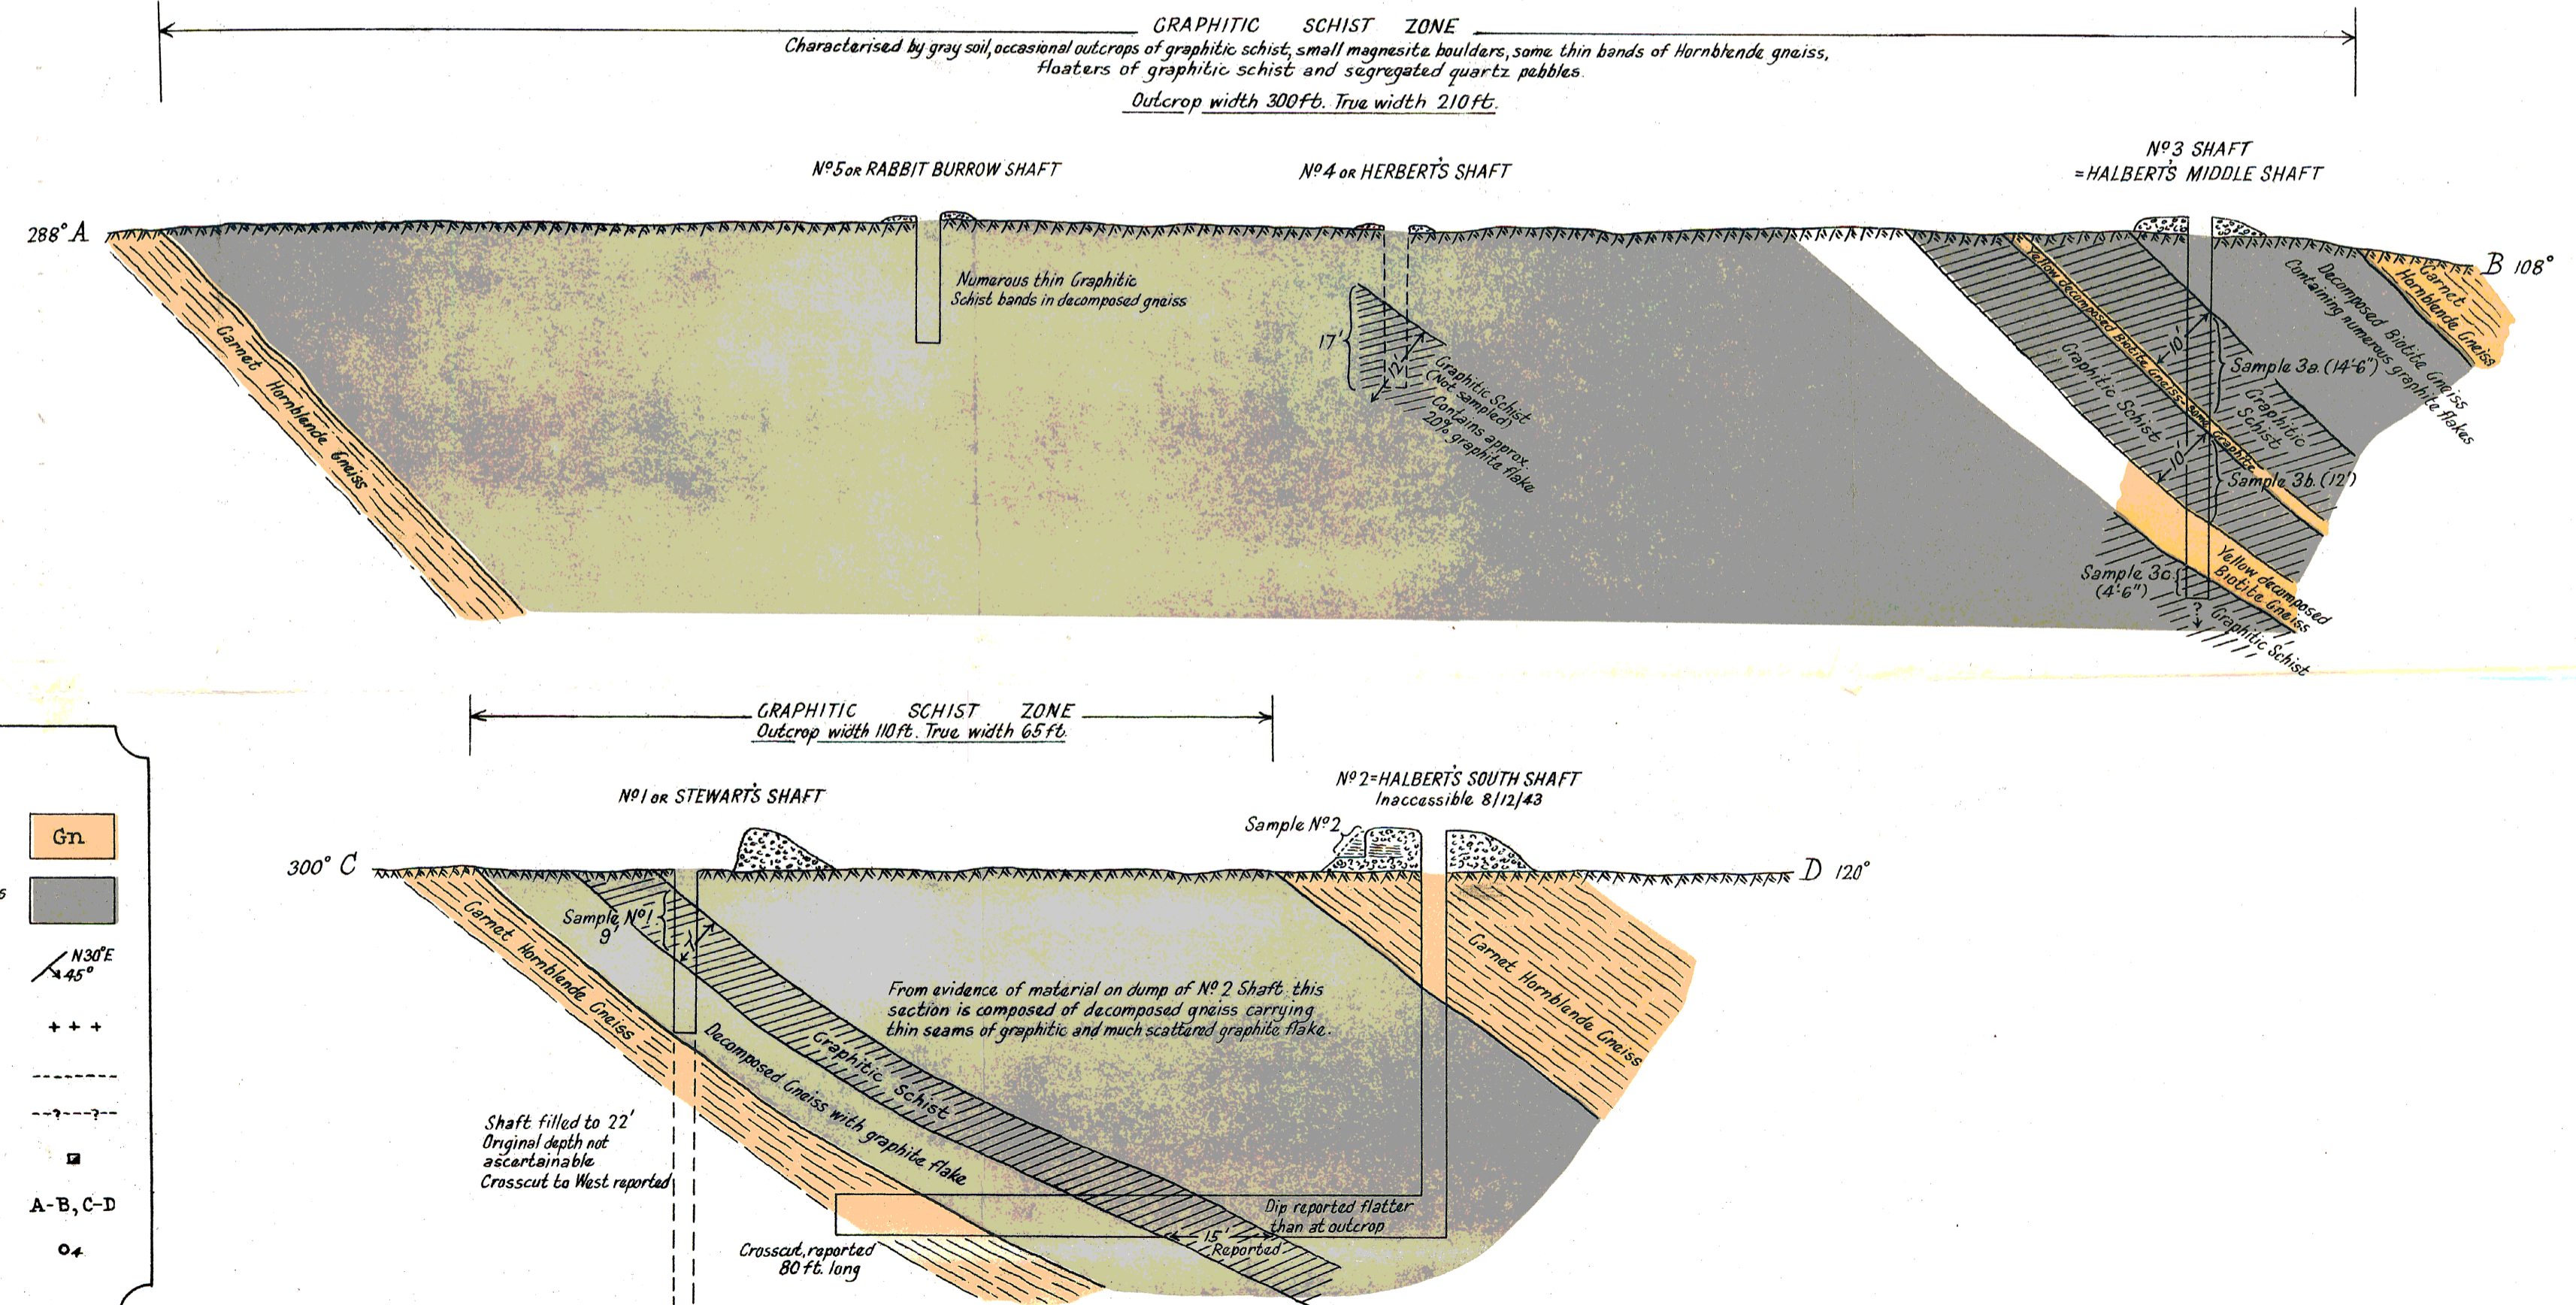 GRAPHITIC SCHIST ZONE
Characterised by gray soil, occasional outcrops of graphitic schist, small magnesite boulders, some thin bands of Hornblende gneiss,
floaters of graphitic schist and segregated quartz pebbles.
Outcrop width 300ft. True width 210ft.
Nº5 OR RABBIT BURROW SHAFT
Nº4 OR HERBERT'S SHAFT
Nº3 SHAFT
=HALBERT'S MIDDLE SHAFT
288° A
B 108°
Numerous thin Graphitic
Schist bands in decomposed gneiss
Garnet Hornblende Gneiss
17'
12'
Graphitic Schist
(Not sampled)
Contains approx.
20% graphite flake
Yellow decomposed Biotite Gneiss - some graphite
Graphitic Schist
10'
10'
Sample 3a. (14'-6")
Graphitic
Schist
Sample 3b. (12')
Decomposed Biotite Gneiss
Containing numerous graphite flakes
Garnet
Hornblende Gneiss
Sample 3c.
(4'-6")
?
Yellow decomposed
Biotite Gneiss
Graphitic Schist
GRAPHITIC SCHIST ZONE
Outcrop width 110ft. True width 65ft.
Nº1 OR STEWART'S SHAFT
Nº2=HALBERT'S SOUTH SHAFT
Inaccessible 8/12/43
Sample Nº2
300° C
D 120°
Sample Nº1
9'
7'
Garnet Hornblende Gneiss
From evidence of material on dump of Nº2 Shaft this
section is composed of decomposed gneiss carrying
thin seams of graphitic and much scattered graphite flake.
Graphitic Schist
Decomposed Gneiss with graphite flake
Garnet Hornblende Gneiss
Shaft filled to 22'
Original depth not
ascertainable
Crosscut to West reported
Dip reported flatter
than at outcrop
15'
Reported
Crosscut, reported
80ft. long
Gn
s
N30°E
45°
+ + +
--?---?--
A-B, C-D
O4